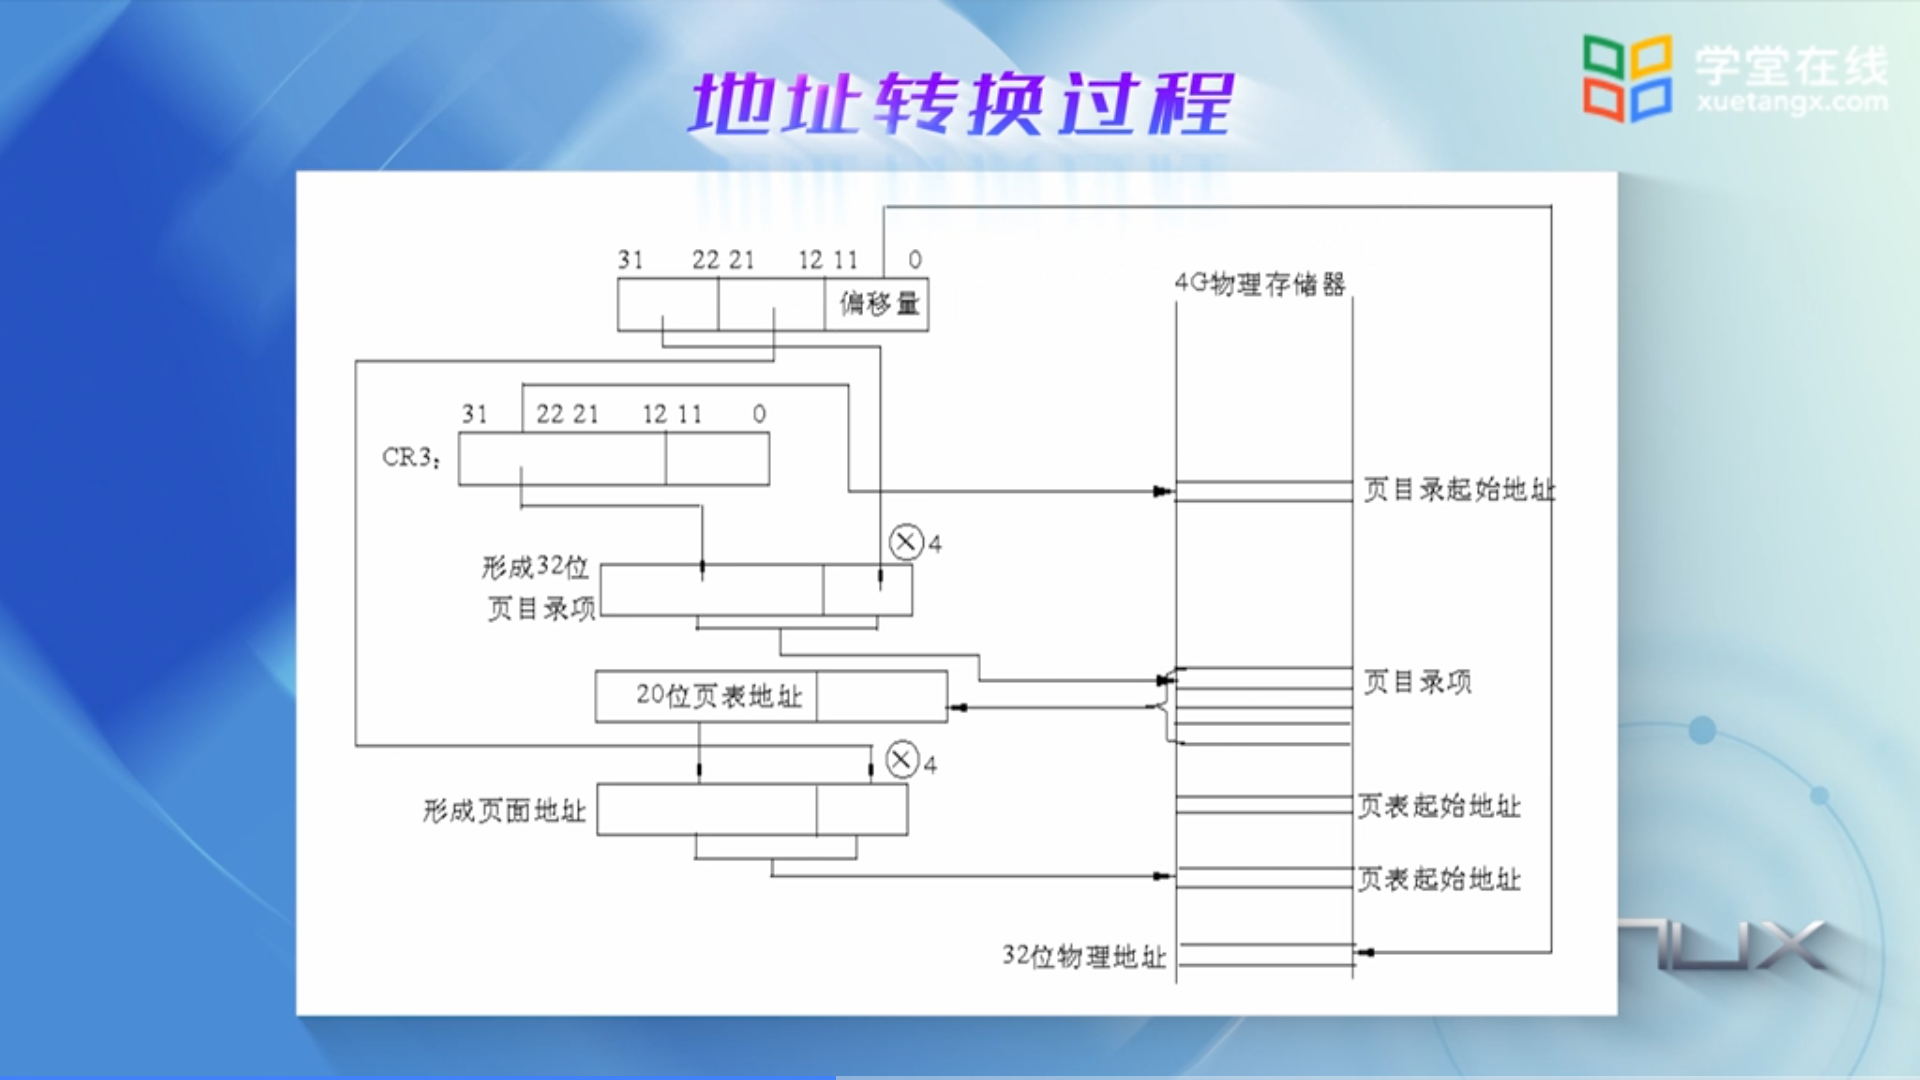 地址转换过程
学堂在线
xuetangx.com
31 22 21 12 11 0
偏移量
4G物理存储器
31 22 21 12 11 0
CR3:
页目录起始地址
4
形成32位
页目录项
20位页表地址
页目录项
4
形成页面地址
页表起始地址
页表起始地址
32位物理地址